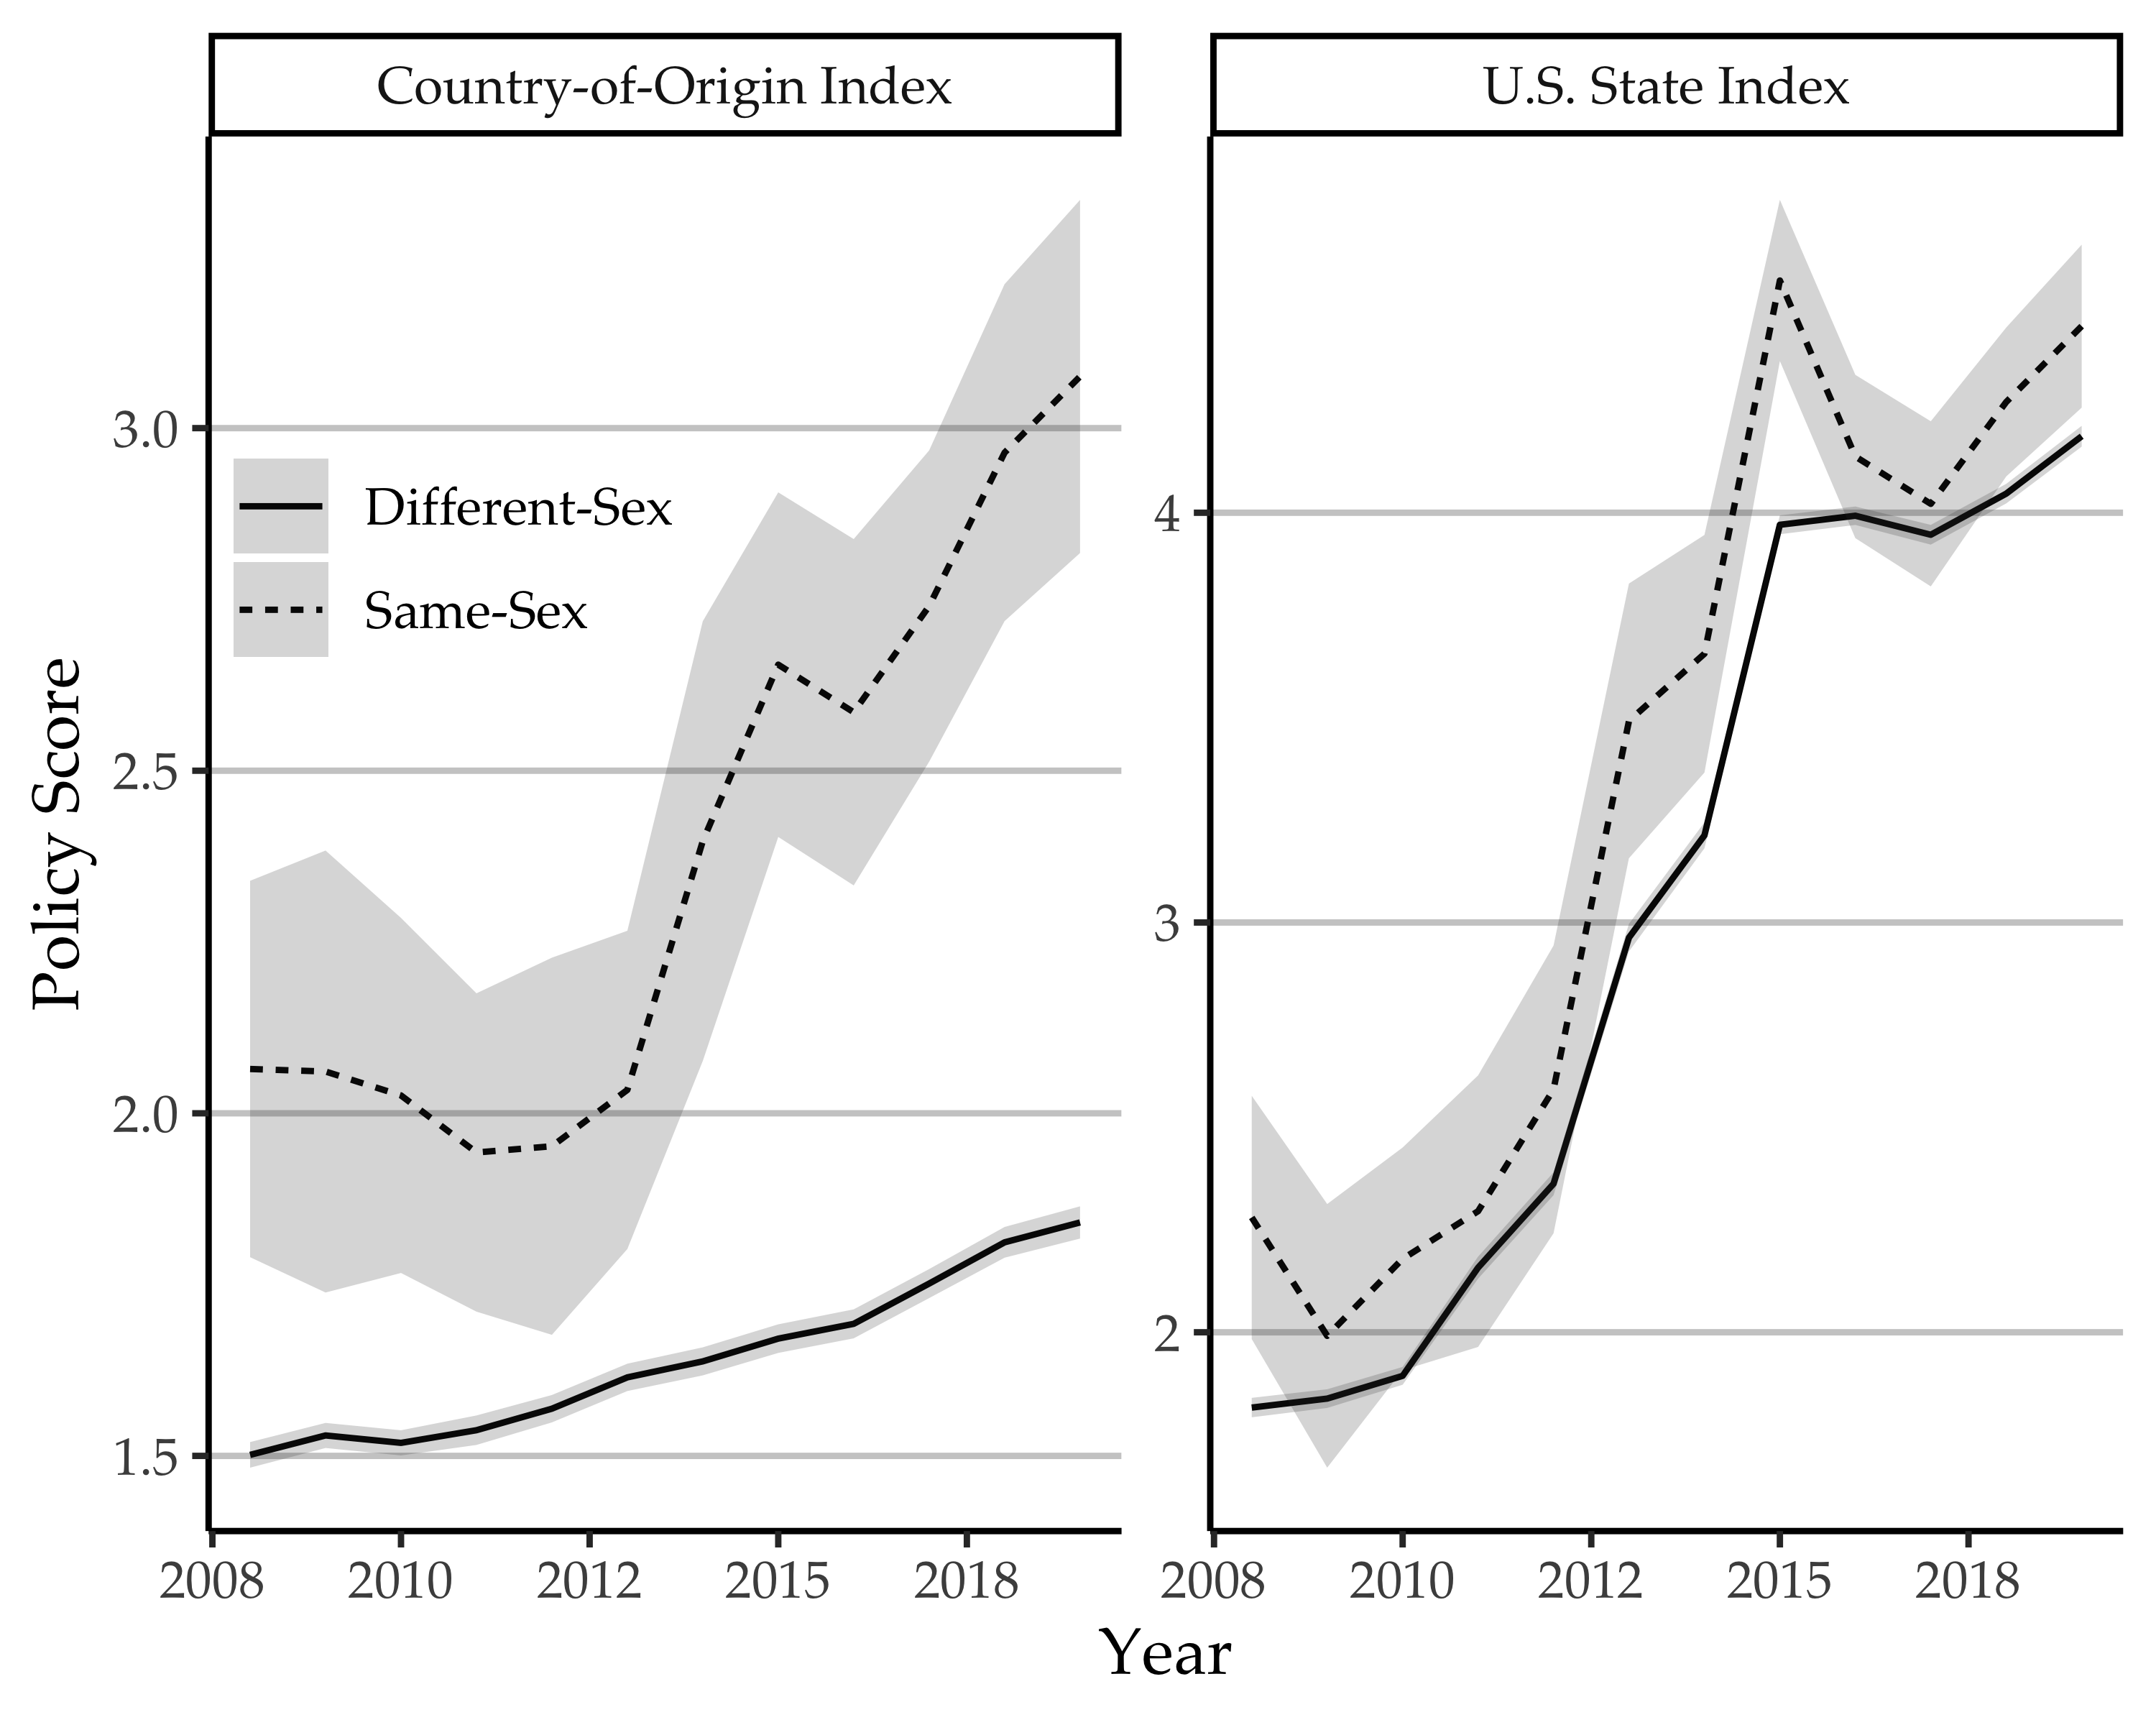 Country-of-Origin Index
U.S. State Index
Policy Score
3.0
2.5
2.0
1.5
Different-Sex
Same-Sex
4
3
2
2008 2010 2012 2015 2018
2008 2010 2012 2015 2018
Year